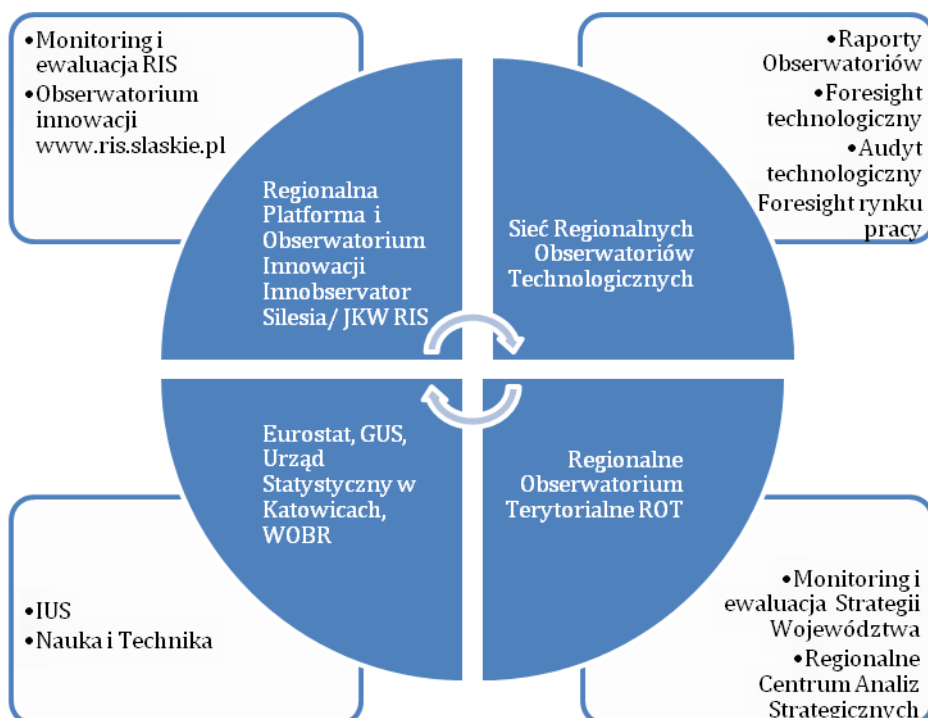 •Monitoring i
ewaluacja RIS
•Obserwatorium
innowacji
www.ris.slaskie.pl
•Raporty
Obserwatoriów
•Foresight
technologiczny
•Audyt
technologiczny
Foresight rynku
pracy
Regionalna
Platforma i
Obserwatorium
Innowacji
Innobservator
Silesia/ JKW RIS
Sieć Regionalnych
Obserwatoriów
Technologicznych
Eurostat, GUS,
Urząd
Statystyczny w
Katowicach,
WOBR
Regionalne
Obserwatorium
Terytorialne ROT
•IUS
•Nauka i Technika
•Monitoring i
ewaluacja Strategii
Województwa
•Regionalne
Centrum Analiz
Strategicznych